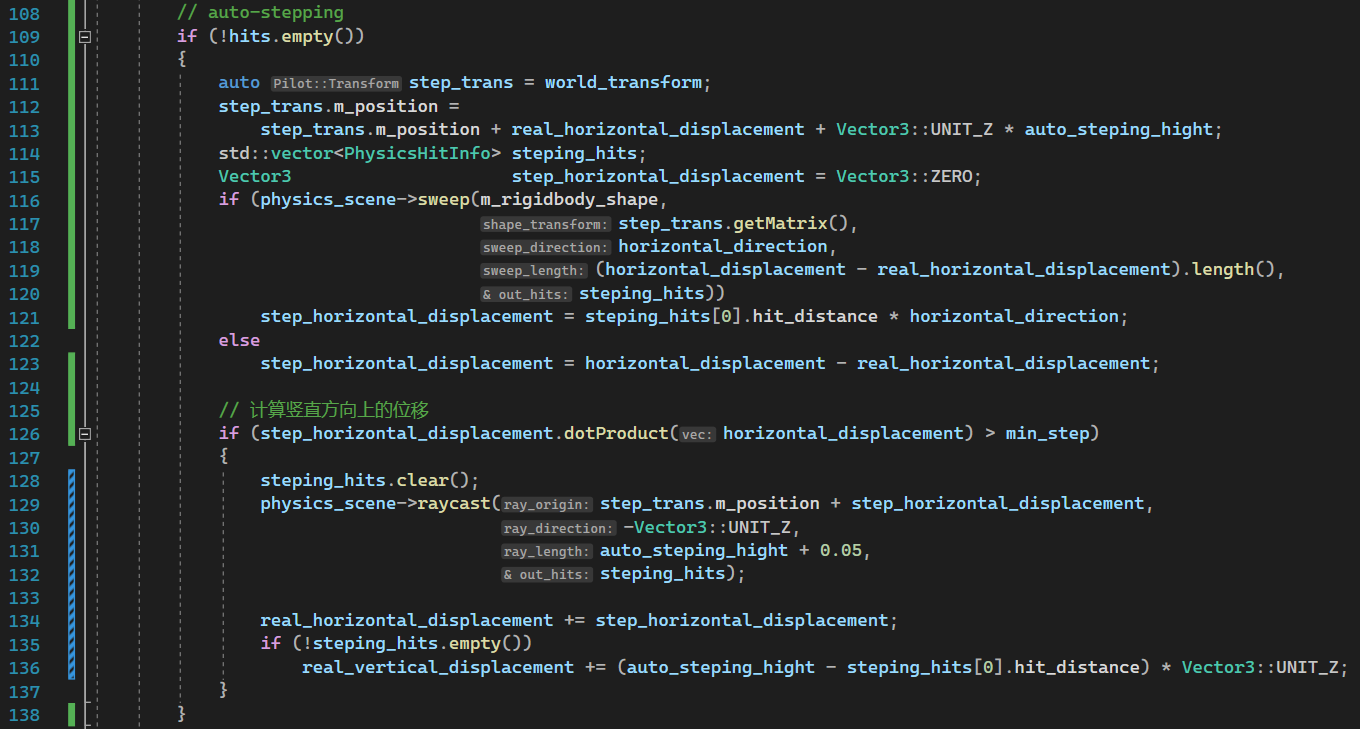 108 // auto-stepping
109 if (!hits.empty())
110 {
111 auto Pilot::Transform step_trans = world_transform;
112 step_trans.m_position =
113 step_trans.m_position + real_horizontal_displacement + Vector3::UNIT_Z * auto_steping_hight;
114 std::vector<PhysicsHitInfo> steping_hits;
115 Vector3 step_horizontal_displacement = Vector3::ZERO;
116 if (physics_scene->sweep(m_rigidbody_shape,
117 shape_transform: step_trans.getMatrix(),
118 sweep_direction: horizontal_direction,
119 sweep_length: (horizontal_displacement - real_horizontal_displacement).length(),
120 & out_hits: steping_hits))
121 step_horizontal_displacement = steping_hits[0].hit_distance * horizontal_direction;
122 else
123 step_horizontal_displacement = horizontal_displacement - real_horizontal_displacement;
124
125 // 计算竖直方向上的位移
126 if (step_horizontal_displacement.dotProduct(vec: horizontal_displacement) > min_step)
127 {
128 steping_hits.clear();
129 physics_scene->raycast(ray_origin: step_trans.m_position + step_horizontal_displacement,
130 ray_direction: -Vector3::UNIT_Z,
131 ray_length: auto_steping_hight + 0.05,
132 & out_hits: steping_hits);
133
134 real_horizontal_displacement += step_horizontal_displacement;
135 if (!steping_hits.empty())
136 real_vertical_displacement += (auto_steping_hight - steping_hits[0].hit_distance) * Vector3::UNIT_Z;
137 }
138 }